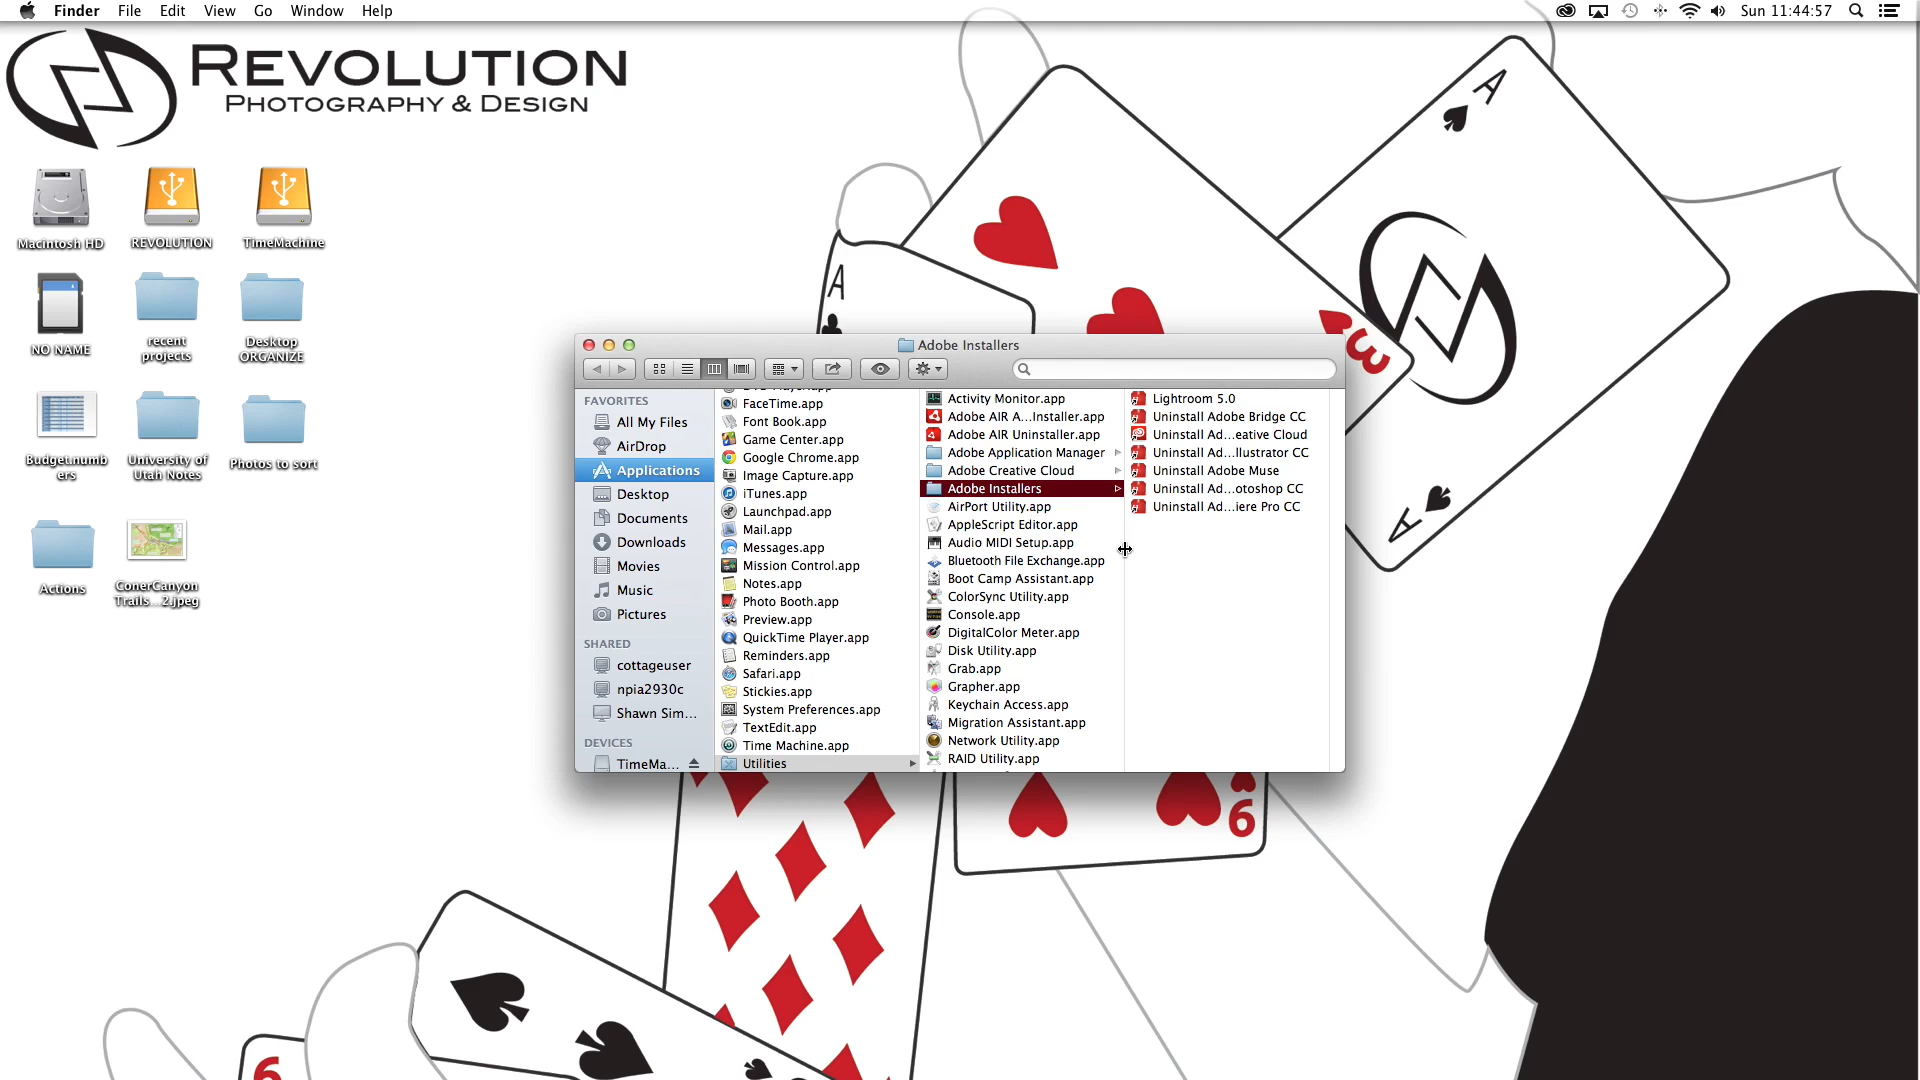 Finder File Edit View Go Window Help
Sun 11:44:57
REVOLUTION
PHOTOGRAPHY & DESIGN
Macintosh HD
REVOLUTION
TimeMachine
NO NAME
recent projects
Desktop ORGANIZE
Budget.numbers
University of Utah Notes
Photos to sort
Actions
ConerCanyon Trails...2.jpeg
A
A
3
A
A
6
6
Adobe Installers
FAVORITES
All My Files
AirDrop
Applications
Desktop
Documents
Downloads
Movies
Music
Pictures
SHARED
cottageuser
npia2930c
Shawn Sim...
DEVICES
TimeMa...
FaceTime.app
Font Book.app
Game Center.app
Google Chrome.app
Image Capture.app
iTunes.app
Launchpad.app
Mail.app
Messages.app
Mission Control.app
Notes.app
Photo Booth.app
Preview.app
QuickTime Player.app
Reminders.app
Safari.app
Stickies.app
System Preferences.app
TextEdit.app
Time Machine.app
Utilities
Activity Monitor.app
Adobe AIR A...Installer.app
Adobe AIR Uninstaller.app
Adobe Application Manager
Adobe Creative Cloud
Adobe Installers
AirPort Utility.app
AppleScript Editor.app
Audio MIDI Setup.app
Bluetooth File Exchange.app
Boot Camp Assistant.app
ColorSync Utility.app
Console.app
DigitalColor Meter.app
Disk Utility.app
Grab.app
Grapher.app
Keychain Access.app
Migration Assistant.app
Network Utility.app
RAID Utility.app
Lightroom 5.0
Uninstall Adobe Bridge CC
Uninstall Ad...eative Cloud
Uninstall Ad...llustrator CC
Uninstall Adobe Muse
Uninstall Ad...otoshop CC
Uninstall Ad...iere Pro CC